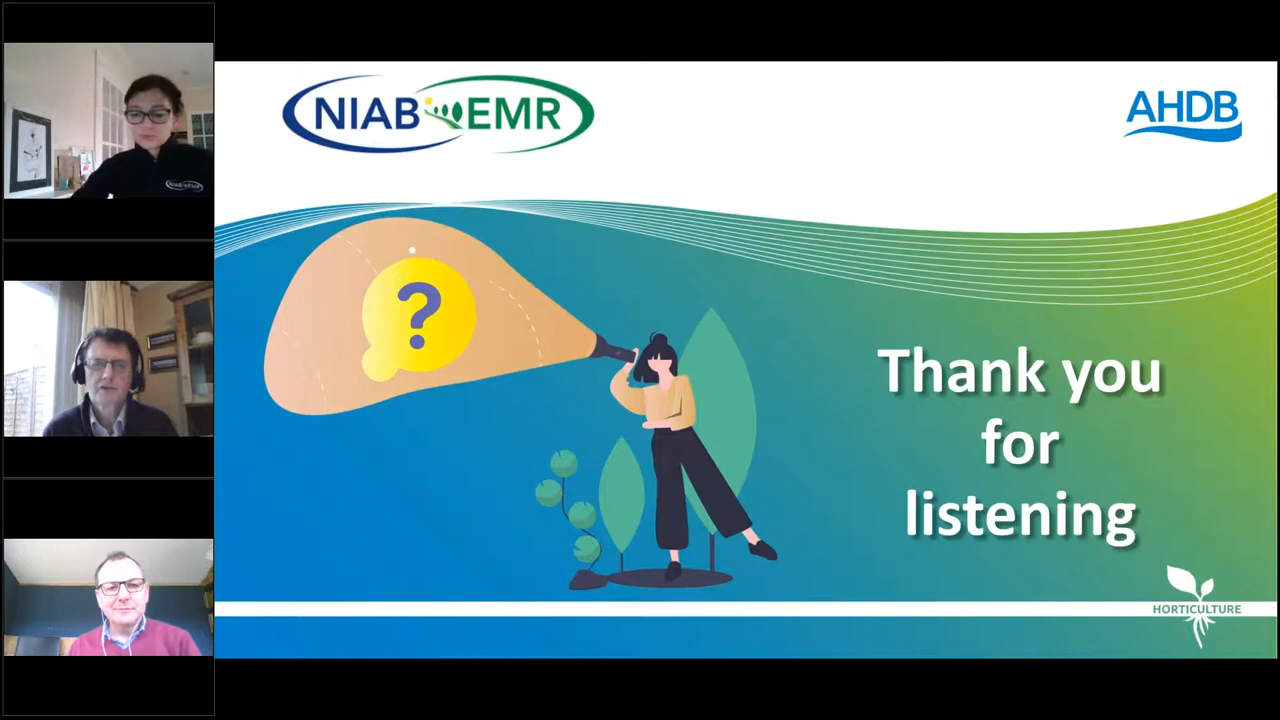 NIAB EMR
AHDB
?
Thank you
for
listening
HORTICULTURE